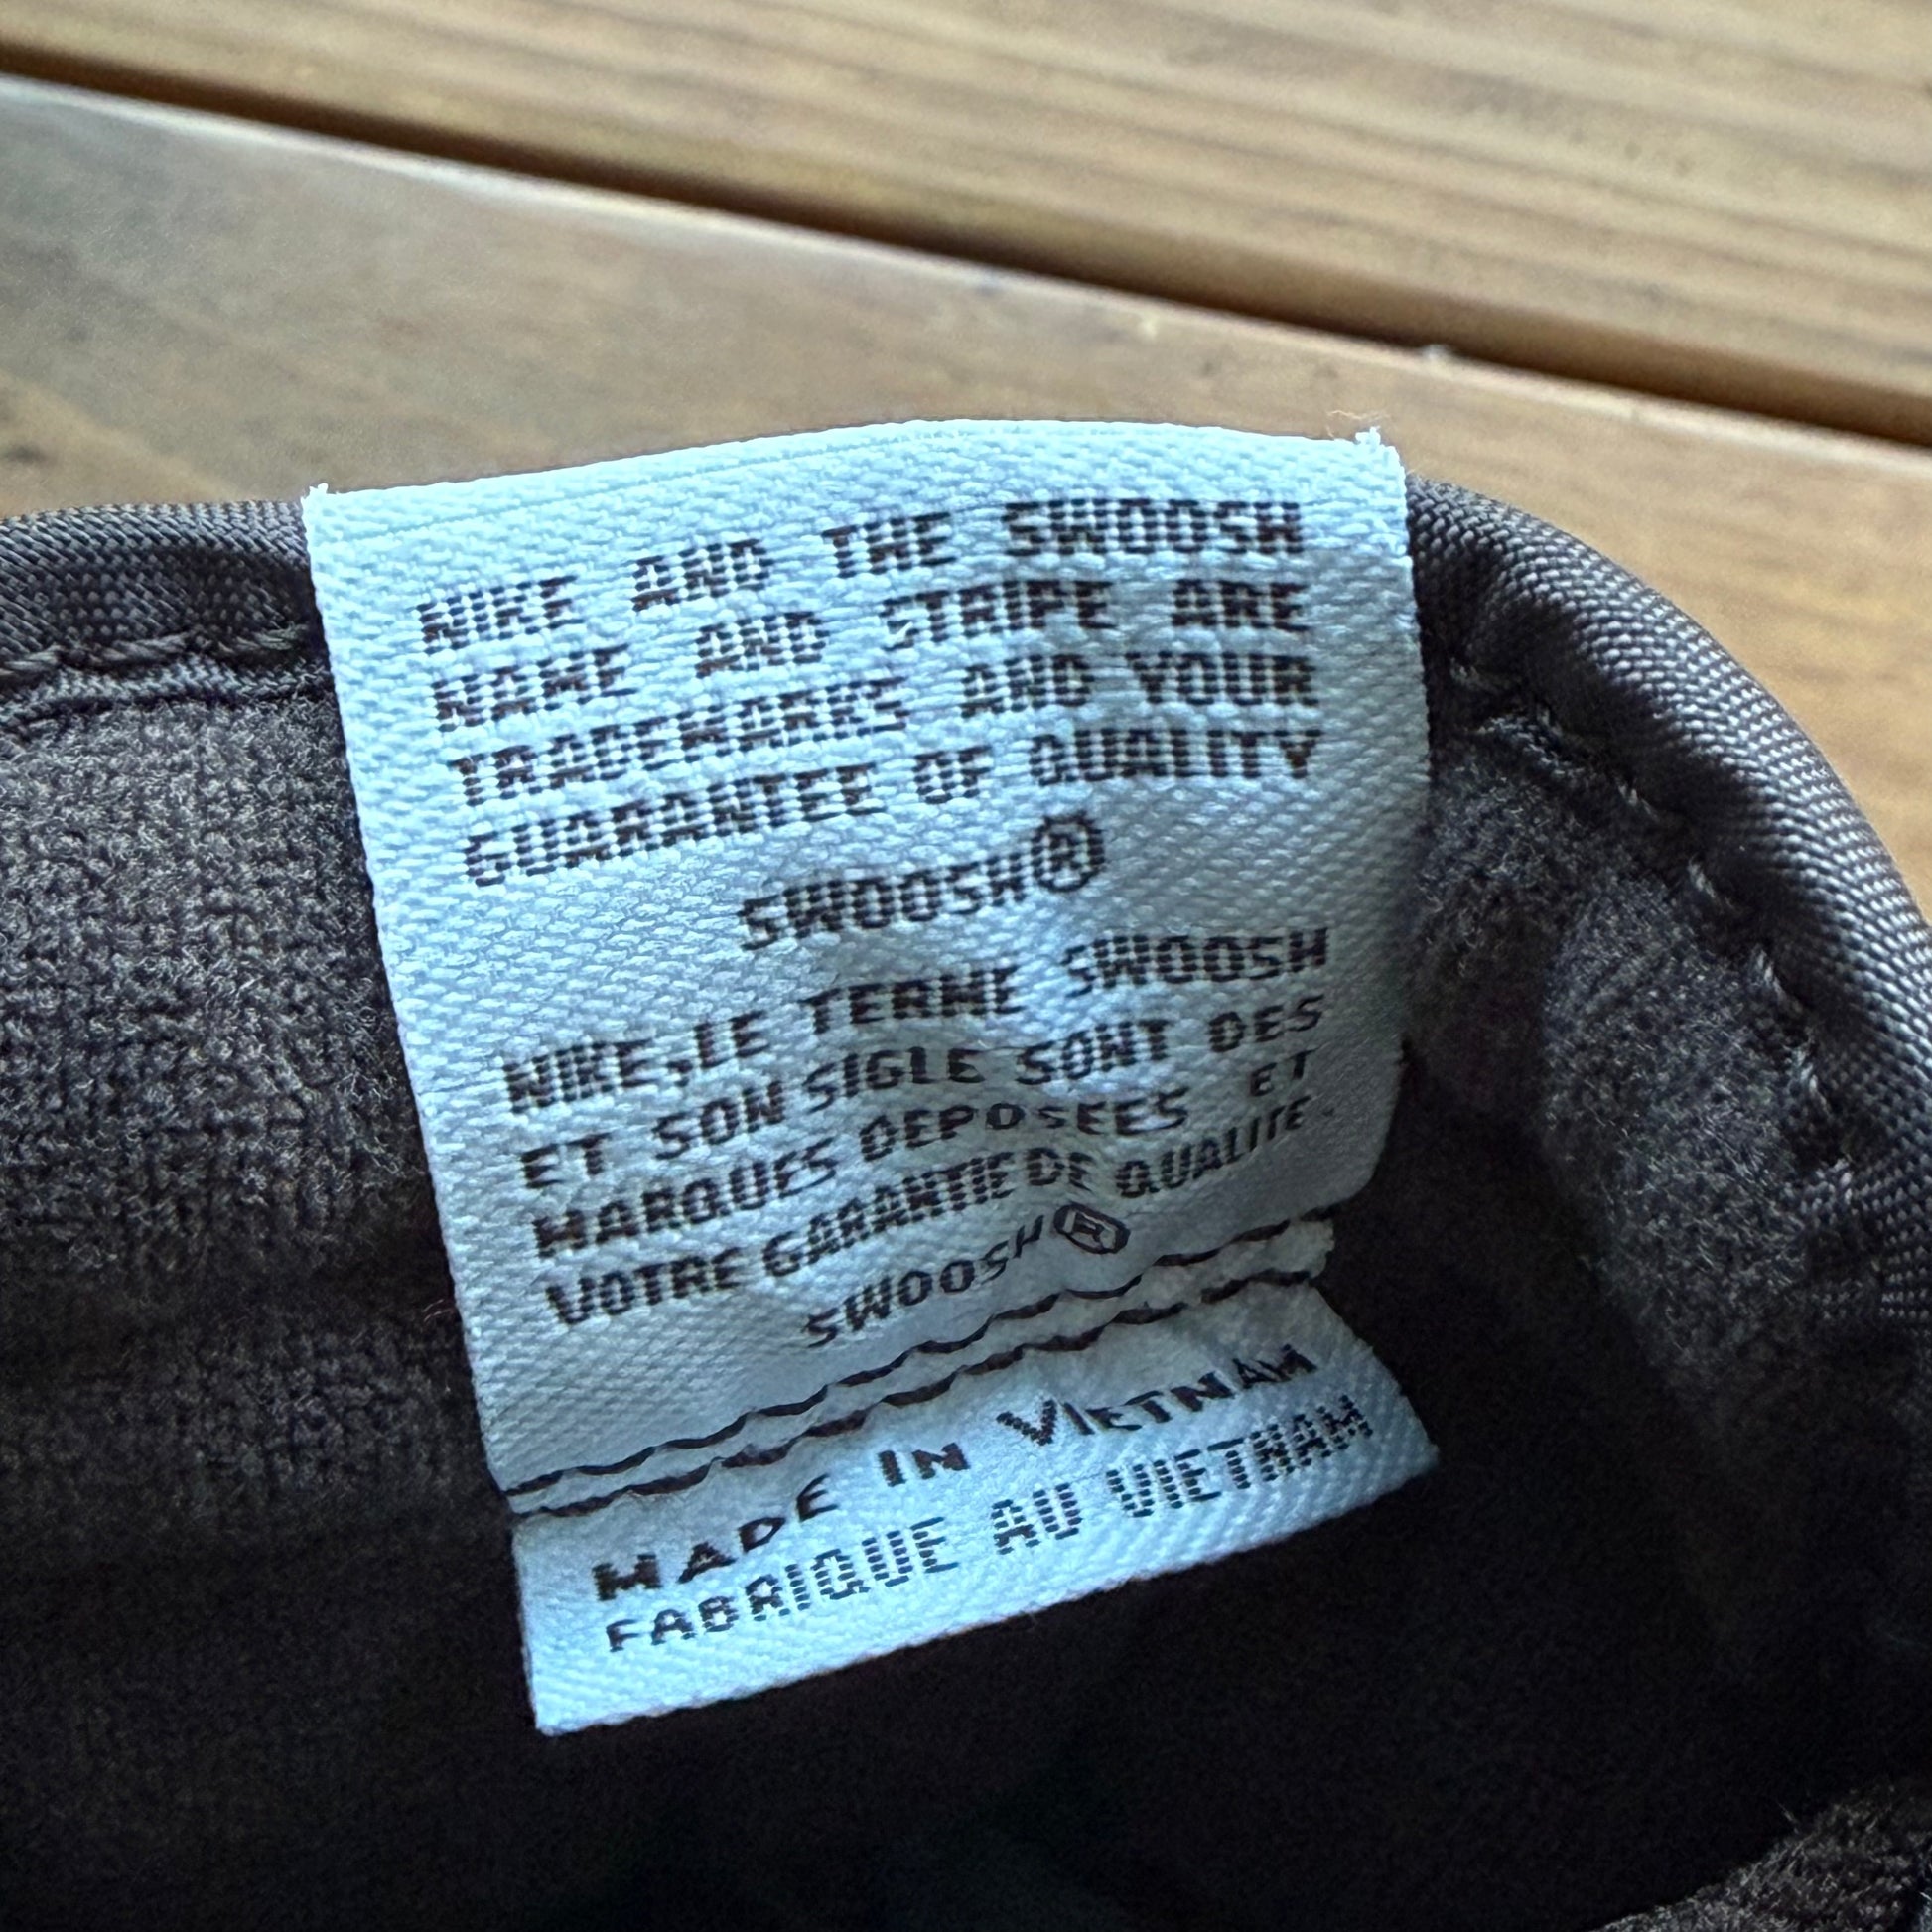 NIKE AND THE SWOOSH
NAME AND STRIPE ARE
TRADEMARKS AND YOUR
GUARANTEE OF QUALITY
SWOOSH®
NIKE,LE TERME SWOOSH
ET SON SIGLE SONT DES
MARQUES DEPOSEES ET
VOTRE GARANTIE DE QUALITE
SWOOSH®
MADE IN VIETNAM
FABRIQUE AU VIETNAM